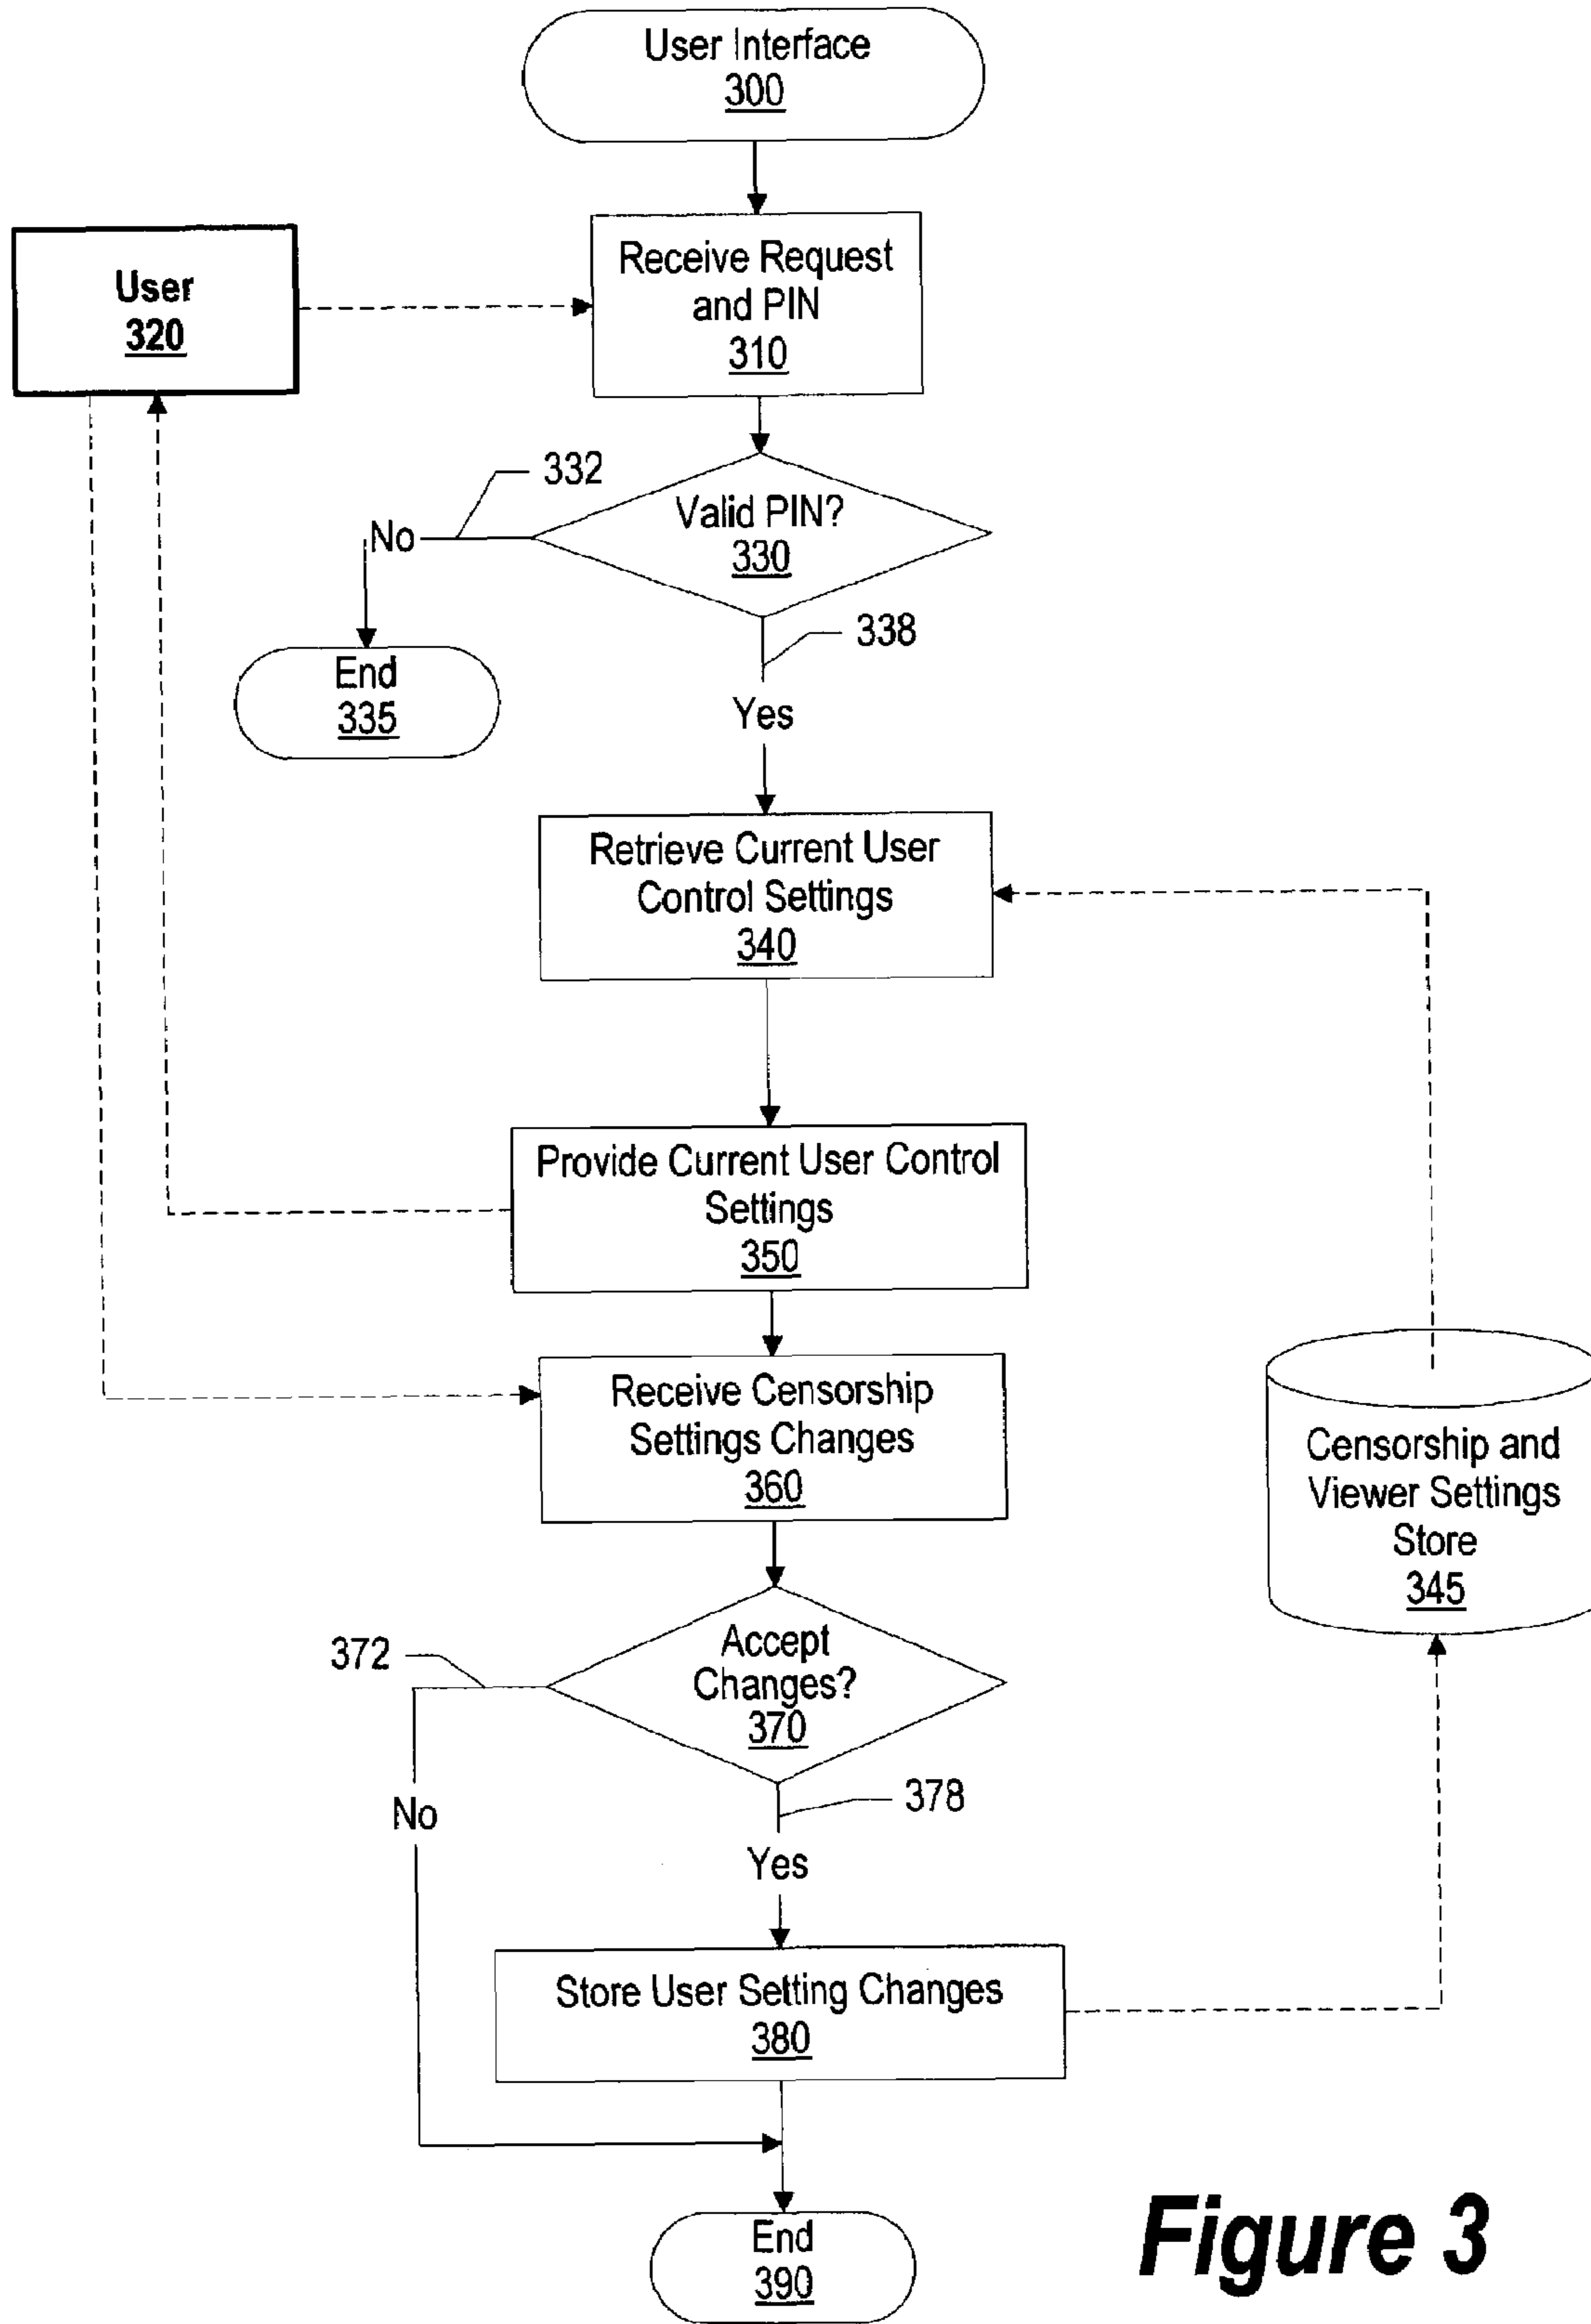 User Interface
300
Receive Request
and PIN
310
User
320
332
Valid PIN?
330
No
338
End
335
Yes
Retrieve Current User
Control Settings
340
Provide Current User Control
Settings
350
Receive Censorship
Settings Changes
360
Censorship and
Viewer Settings
Store
345
Accept
Changes?
370
372
378
No
Yes
Store User Setting Changes
380
End
390
Figure 3